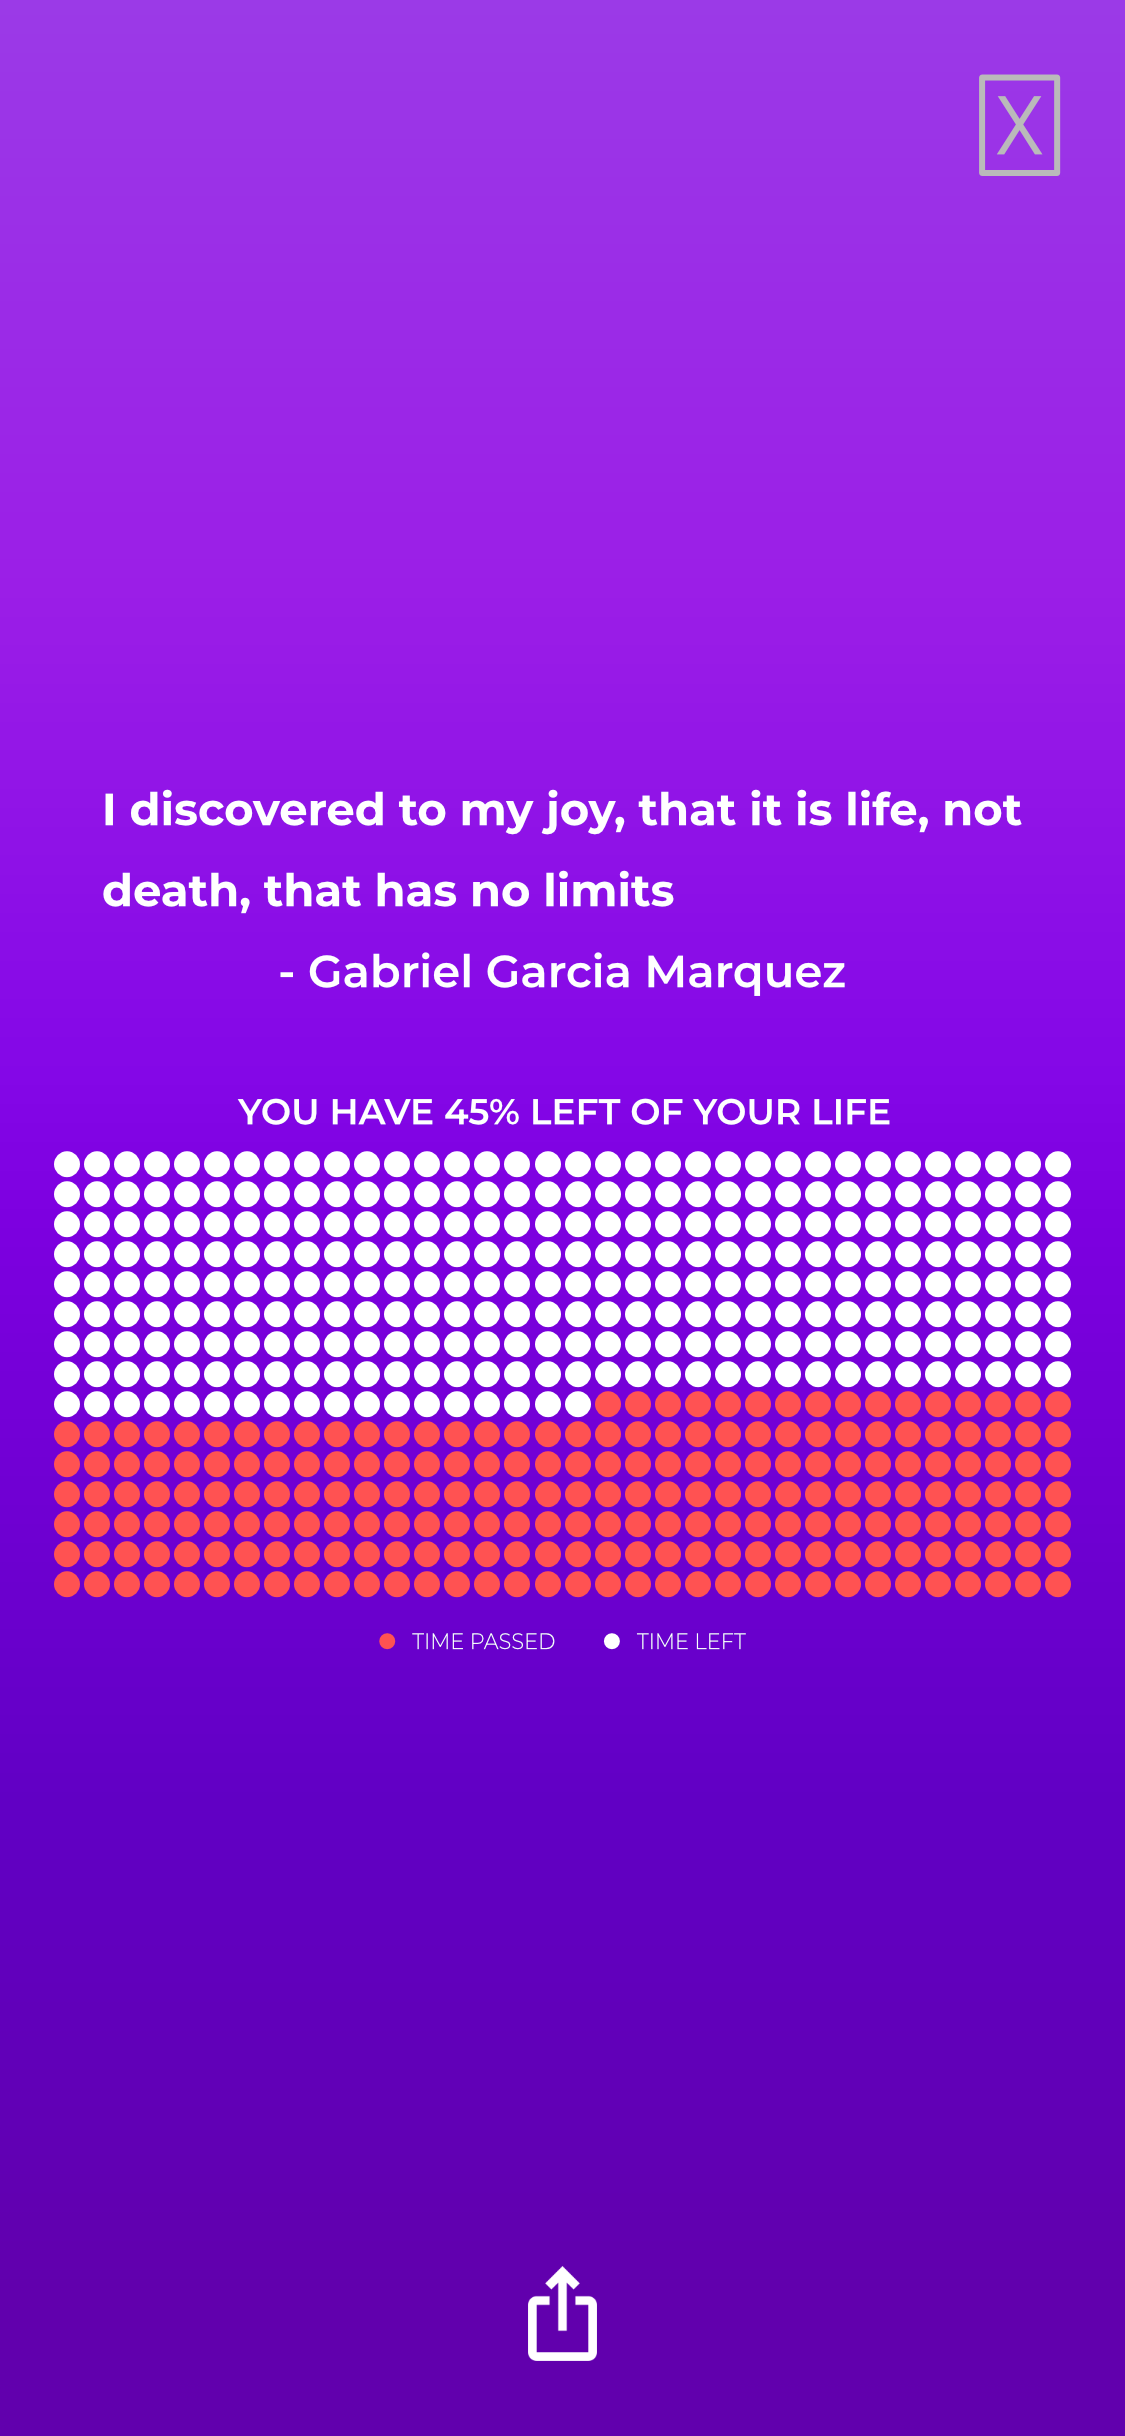 X
I discovered to my joy, that it is life, not
death, that has no limits
- Gabriel Garcia Marquez
YOU HAVE 45% LEFT OF YOUR LIFE
TIME PASSED TIME LEFT